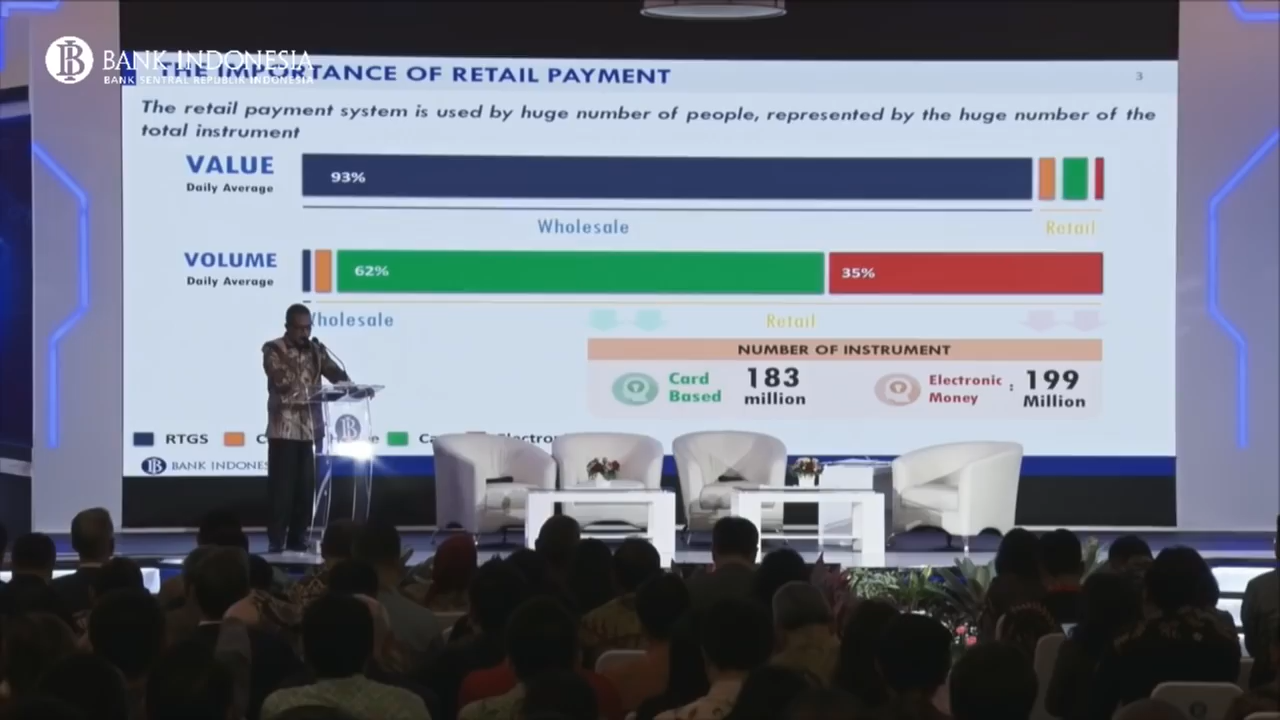 BANK INDONESIA
BANK SENTRAL REPUBLIK INDONESIA
THE IMPORTANCE OF RETAIL PAYMENT
3
The retail payment system is used by huge number of people, represented by the huge number of the
total instrument
VALUE
Daily Average
93%
Wholesale
Retail
VOLUME
Daily Average
62%
35%
Wholesale
Retail
NUMBER OF INSTRUMENT
Card
Based
183
million
Electronic
Money
:
199
Million
RTGS
BANK INDONES